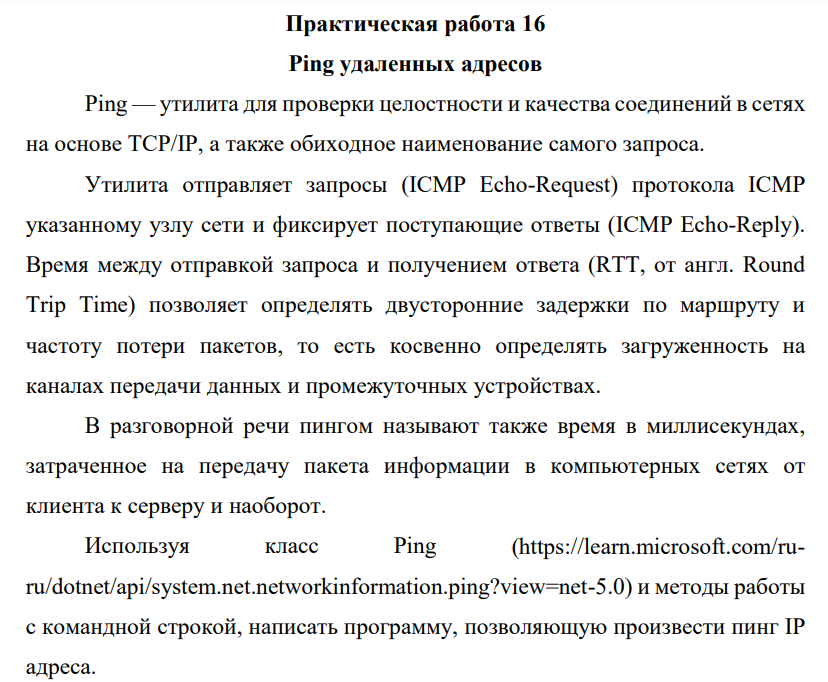 Практическая работа 16
Ping удаленных адресов
Ping — утилита для проверки целостности и качества соединений в сетях
на основе TCP/IP, а также обиходное наименование самого запроса.
Утилита отправляет запросы (ICMP Echo-Request) протокола ICMP
указанному узлу сети и фиксирует поступающие ответы (ICMP Echo-Reply).
Время между отправкой запроса и получением ответа (RTT, от англ. Round
Trip Time) позволяет определять двусторонние задержки по маршруту и
частоту потери пакетов, то есть косвенно определять загруженность на
каналах передачи данных и промежуточных устройствах.
В разговорной речи пингом называют также время в миллисекундах,
затраченное на передачу пакета информации в компьютерных сетях от
клиента к серверу и наоборот.
Используя класс Ping (https://learn.microsoft.com/ru-
ru/dotnet/api/system.net.networkinformation.ping?view=net-5.0) и методы работы
с командной строкой, написать программу, позволяющую произвести пинг IP
адреса.